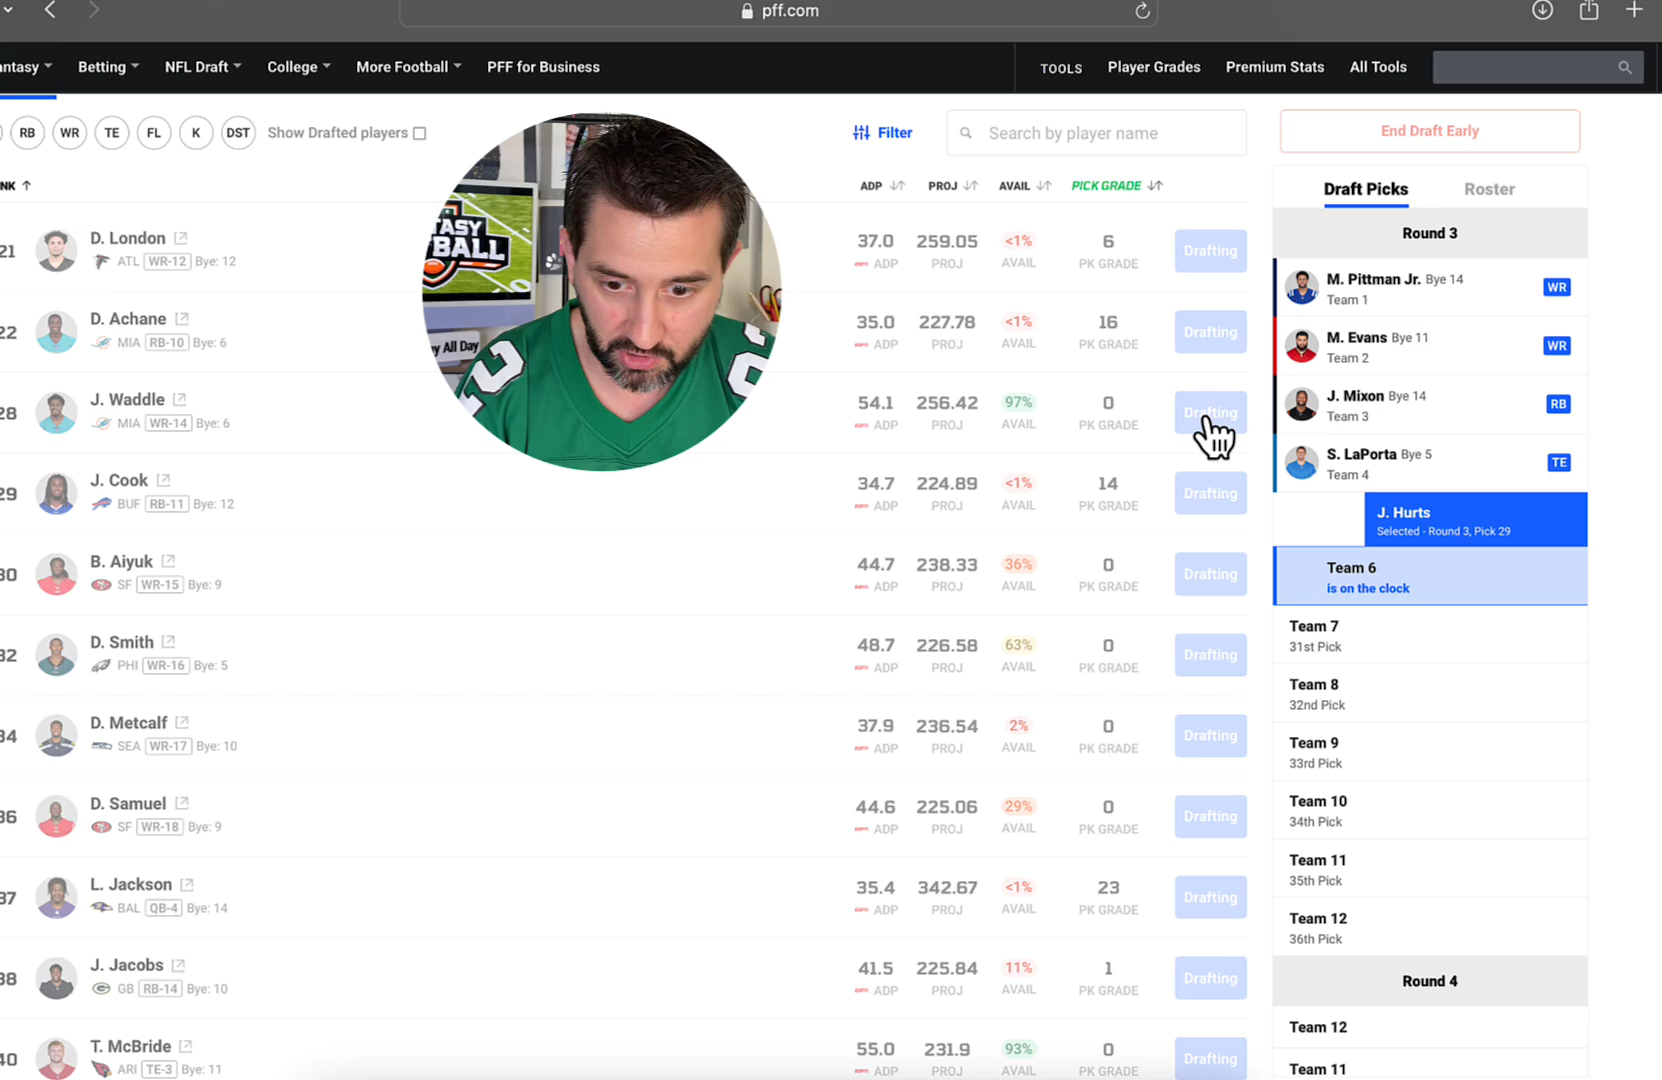 pff.com
antasy
Betting
NFL Draft
College
More Football
PFF for Business
TOOLS
Player Grades
Premium Stats
All Tools
RB
WR
TE
FL
K
DST
Show Drafted players
Filter
Search by player name
End Draft Early
NK
ADP
PROJ
AVAIL
PICK GRADE
Draft Picks
Roster
21
D. London
ATL WR-12 Bye: 12
37.0 259.05 <1% 6
ADP PROJ AVAIL PK GRADE
Drafting
22
D. Achane
MIA RB-10 Bye: 6
35.0 227.78 <1% 16
ADP PROJ AVAIL PK GRADE
Drafting
28
J. Waddle
MIA WR-14 Bye: 6
54.1 256.42 97% 0
ADP PROJ AVAIL PK GRADE
Drafting
29
J. Cook
BUF RB-11 Bye: 12
34.7 224.89 <1% 14
ADP PROJ AVAIL PK GRADE
Drafting
30
B. Aiyuk
SF WR-15 Bye: 9
44.7 238.33 36% 0
ADP PROJ AVAIL PK GRADE
Drafting
32
D. Smith
PHI WR-16 Bye: 5
48.7 226.58 63% 0
ADP PROJ AVAIL PK GRADE
Drafting
34
D. Metcalf
SEA WR-17 Bye: 10
37.9 236.54 2% 0
ADP PROJ AVAIL PK GRADE
Drafting
36
D. Samuel
SF WR-18 Bye: 9
44.6 225.06 29% 0
ADP PROJ AVAIL PK GRADE
Drafting
37
L. Jackson
BAL QB-4 Bye: 14
35.4 342.67 <1% 23
ADP PROJ AVAIL PK GRADE
Drafting
38
J. Jacobs
GB RB-14 Bye: 10
41.5 225.84 11% 1
ADP PROJ AVAIL PK GRADE
Drafting
40
T. McBride
ARI TE-3 Bye: 11
55.0 231.9 93% 0
ADP PROJ AVAIL PK GRADE
Drafting
TASY
TBALL
y All Day
2
Round 3
M. Pittman Jr. Bye 14
Team 1
WR
M. Evans Bye 11
Team 2
WR
J. Mixon Bye 14
Team 3
RB
S. LaPorta Bye 5
Team 4
TE
J. Hurts
Selected - Round 3, Pick 29
Team 6
is on the clock
Team 7
31st Pick
Team 8
32nd Pick
Team 9
33rd Pick
Team 10
34th Pick
Team 11
35th Pick
Team 12
36th Pick
Round 4
Team 12
Team 11